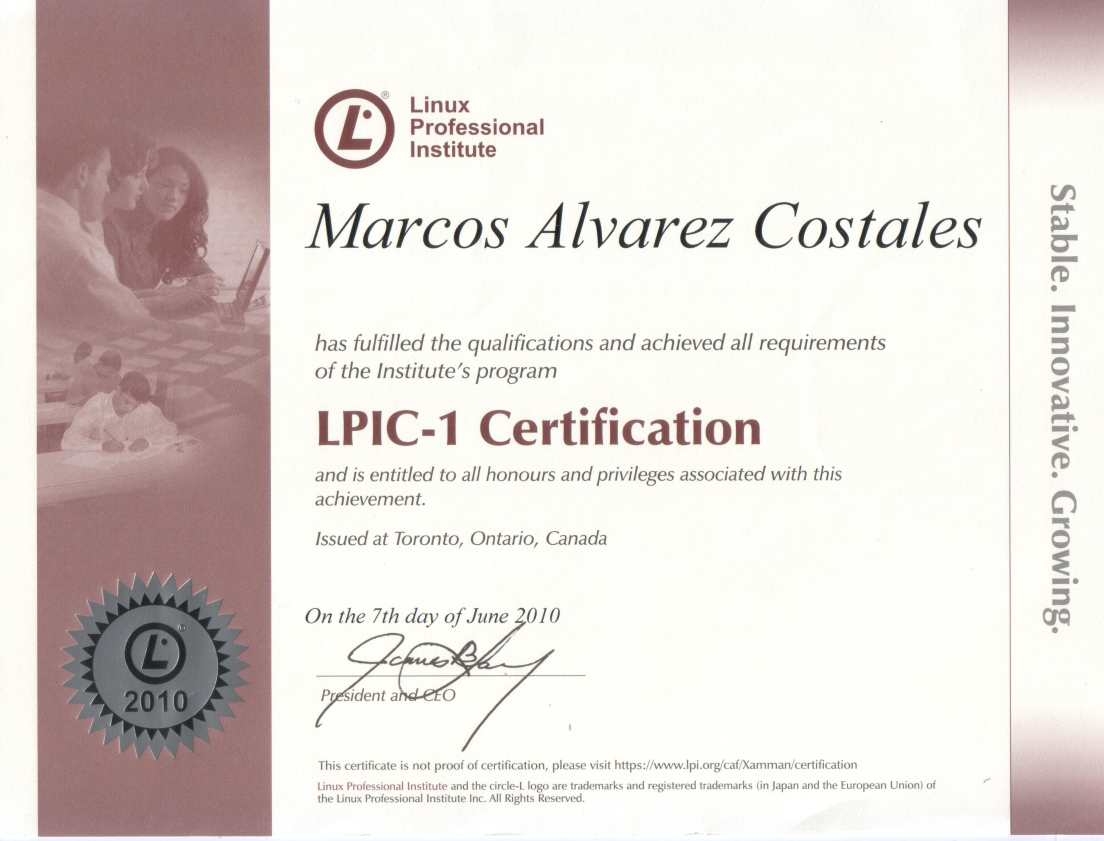 Linux
Professional
Institute
Marcos Alvarez Costales
has fulfilled the qualifications and achieved all requirements
of the Institute's program
LPIC-1 Certification
and is entitled to all honours and privileges associated with this
achievement.
Issued at Toronto, Ontario, Canada
On the 7th day of June 2010
President and CEO
This certificate is not proof of certification, please visit https://www.lpi.org/caf/Xamman/certification
Linux Professional Institute and the circle-L logo are trademarks and registered trademarks (in Japan and the European Union) of
the Linux Professional Institute Inc. All Rights Reserved.
L ®
2010
Stable. Innovative. Growing.